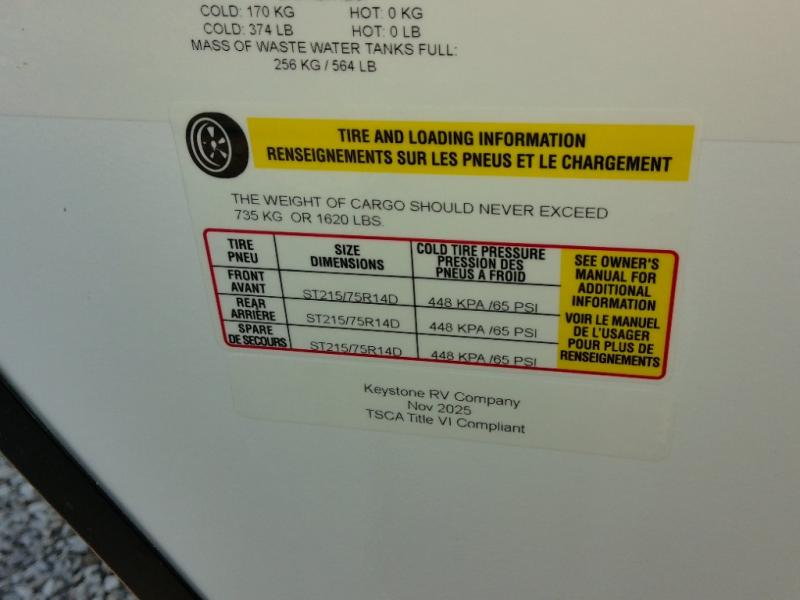 COLD: 170 KG HOT: 0 KG
COLD: 374 LB HOT: 0 LB
MASS OF WASTE WATER TANKS FULL:
256 KG / 564 LB
TIRE AND LOADING INFORMATION
RENSEIGNEMENTS SUR LES PNEUS ET LE CHARGEMENT
THE WEIGHT OF CARGO SHOULD NEVER EXCEED
735 KG OR 1620 LBS.
TIRE
PNEU
SIZE
DIMENSIONS
COLD TIRE PRESSURE
PRESSION DES
PNEUS À FROID
FRONT
AVANT
ST215/75R14D
448 KPA /65 PSI
REAR
ARRIÈRE
ST215/75R14D
448 KPA /65 PSI
SPARE
DE SECOURS
ST215/75R14D
448 KPA /65 PSI
SEE OWNER'S
MANUAL FOR
ADDITIONAL
INFORMATION
VOIR LE MANUEL
DE L'USAGER
POUR PLUS DE
RENSEIGNEMENTS
Keystone RV Company
Nov 2025
TSCA Title VI Compliant